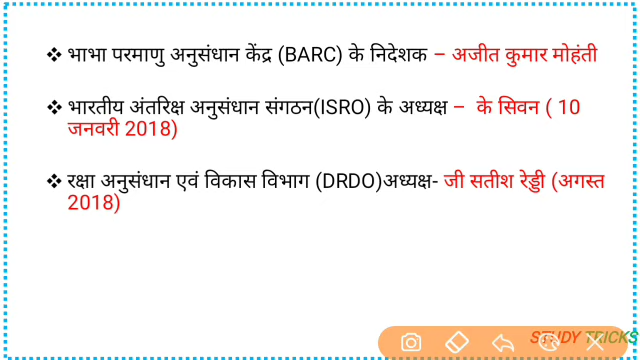 ❖ भाभा परमाणु अनुसंधान केंद्र (BARC) के निदेशक – अजीत कुमार मोहंती
❖ भारतीय अंतरिक्ष अनुसंधान संगठन(ISRO) के अध्यक्ष – के सिवन ( 10
जनवरी 2018)
❖ रक्षा अनुसंधान एवं विकास विभाग (DRDO)अध्यक्ष- जी सतीश रेड्डी (अगस्त
2018)
STUDY TRICKS